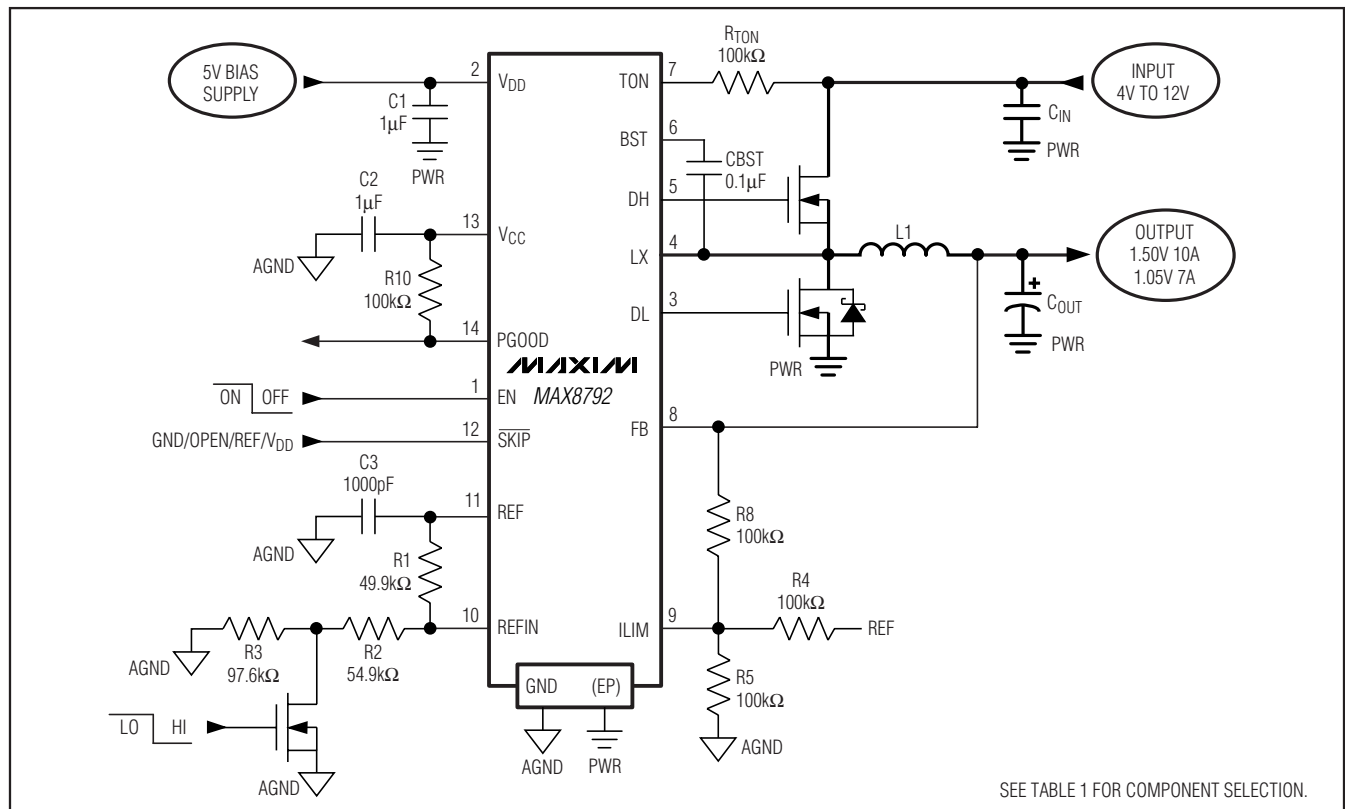 5V BIAS
SUPPLY
2
VDD
C1
1μF
PWR
C2
1μF
13
VCC
AGND
R10
100kΩ
14
PGOOD
MAXIM
MAX8792
ON OFF
1
EN
GND/OPEN/REF/VDD
12
SKIP
C3
1000pF
11
REF
AGND
R1
49.9kΩ
10
REFIN
R3
97.6kΩ
R2
54.9kΩ
AGND
LO HI
AGND
GND (EP)
AGND
PWR
TON
7
RTON
100kΩ
INPUT
4V TO 12V
CIN
PWR
BST
6
CBST
0.1μF
DH
5
LX
4
L1
OUTPUT
1.50V 10A
1.05V 7A
COUT
+
PWR
DL
3
PWR
FB
8
R8
100kΩ
ILIM
9
R4
100kΩ
REF
R5
100kΩ
AGND
SEE TABLE 1 FOR COMPONENT SELECTION.